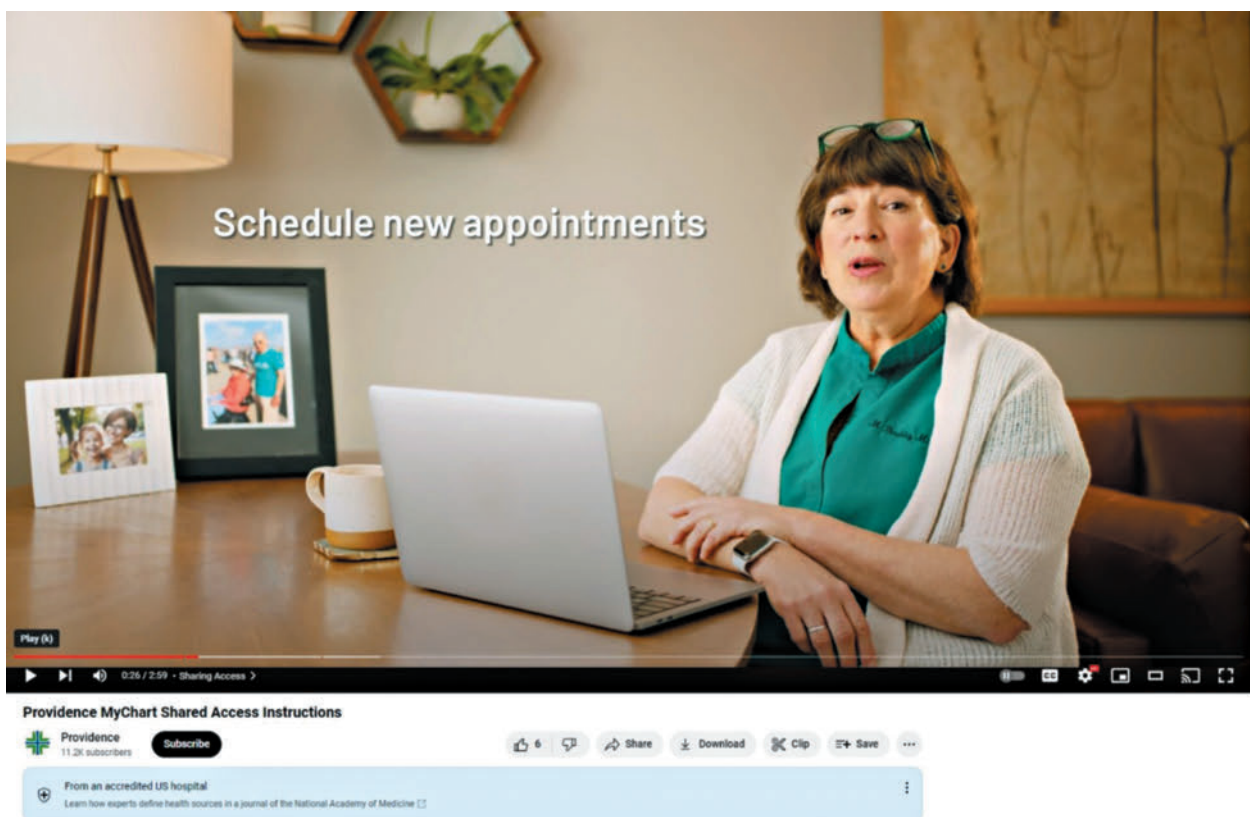 Schedule new appointments
Play (k)
0:26 / 2:59 • Sharing Access >
CC
Providence MyChart Shared Access Instructions
Providence
11.2K subscribers
Subscribe
6
Share
Download
Clip
Save
From an accredited US hospital
Learn how experts define health sources in a journal of the National Academy of Medicine